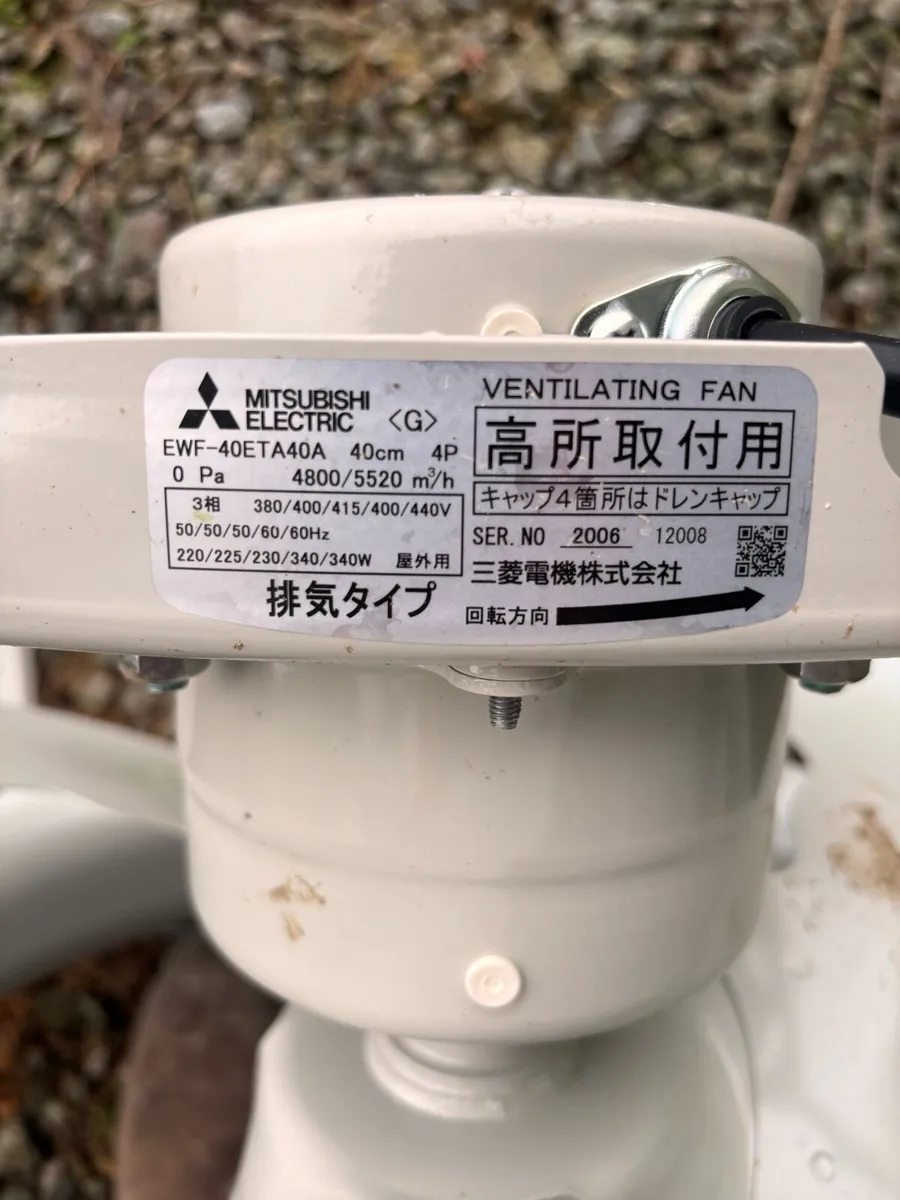 MITSUBISHI
ELECTRIC 〈G〉
EWF-40ETA40A 40cm 4P
0 Pa 4800/5520 m³/h
3相 380/400/415/400/440V
50/50/50/60/60Hz
220/225/230/340/340W 屋外用
排気タイプ
VENTILATING FAN
高所取付用
キャップ4箇所はドレンキャップ
SER.NO 2006 12008
三菱電機株式会社
回転方向